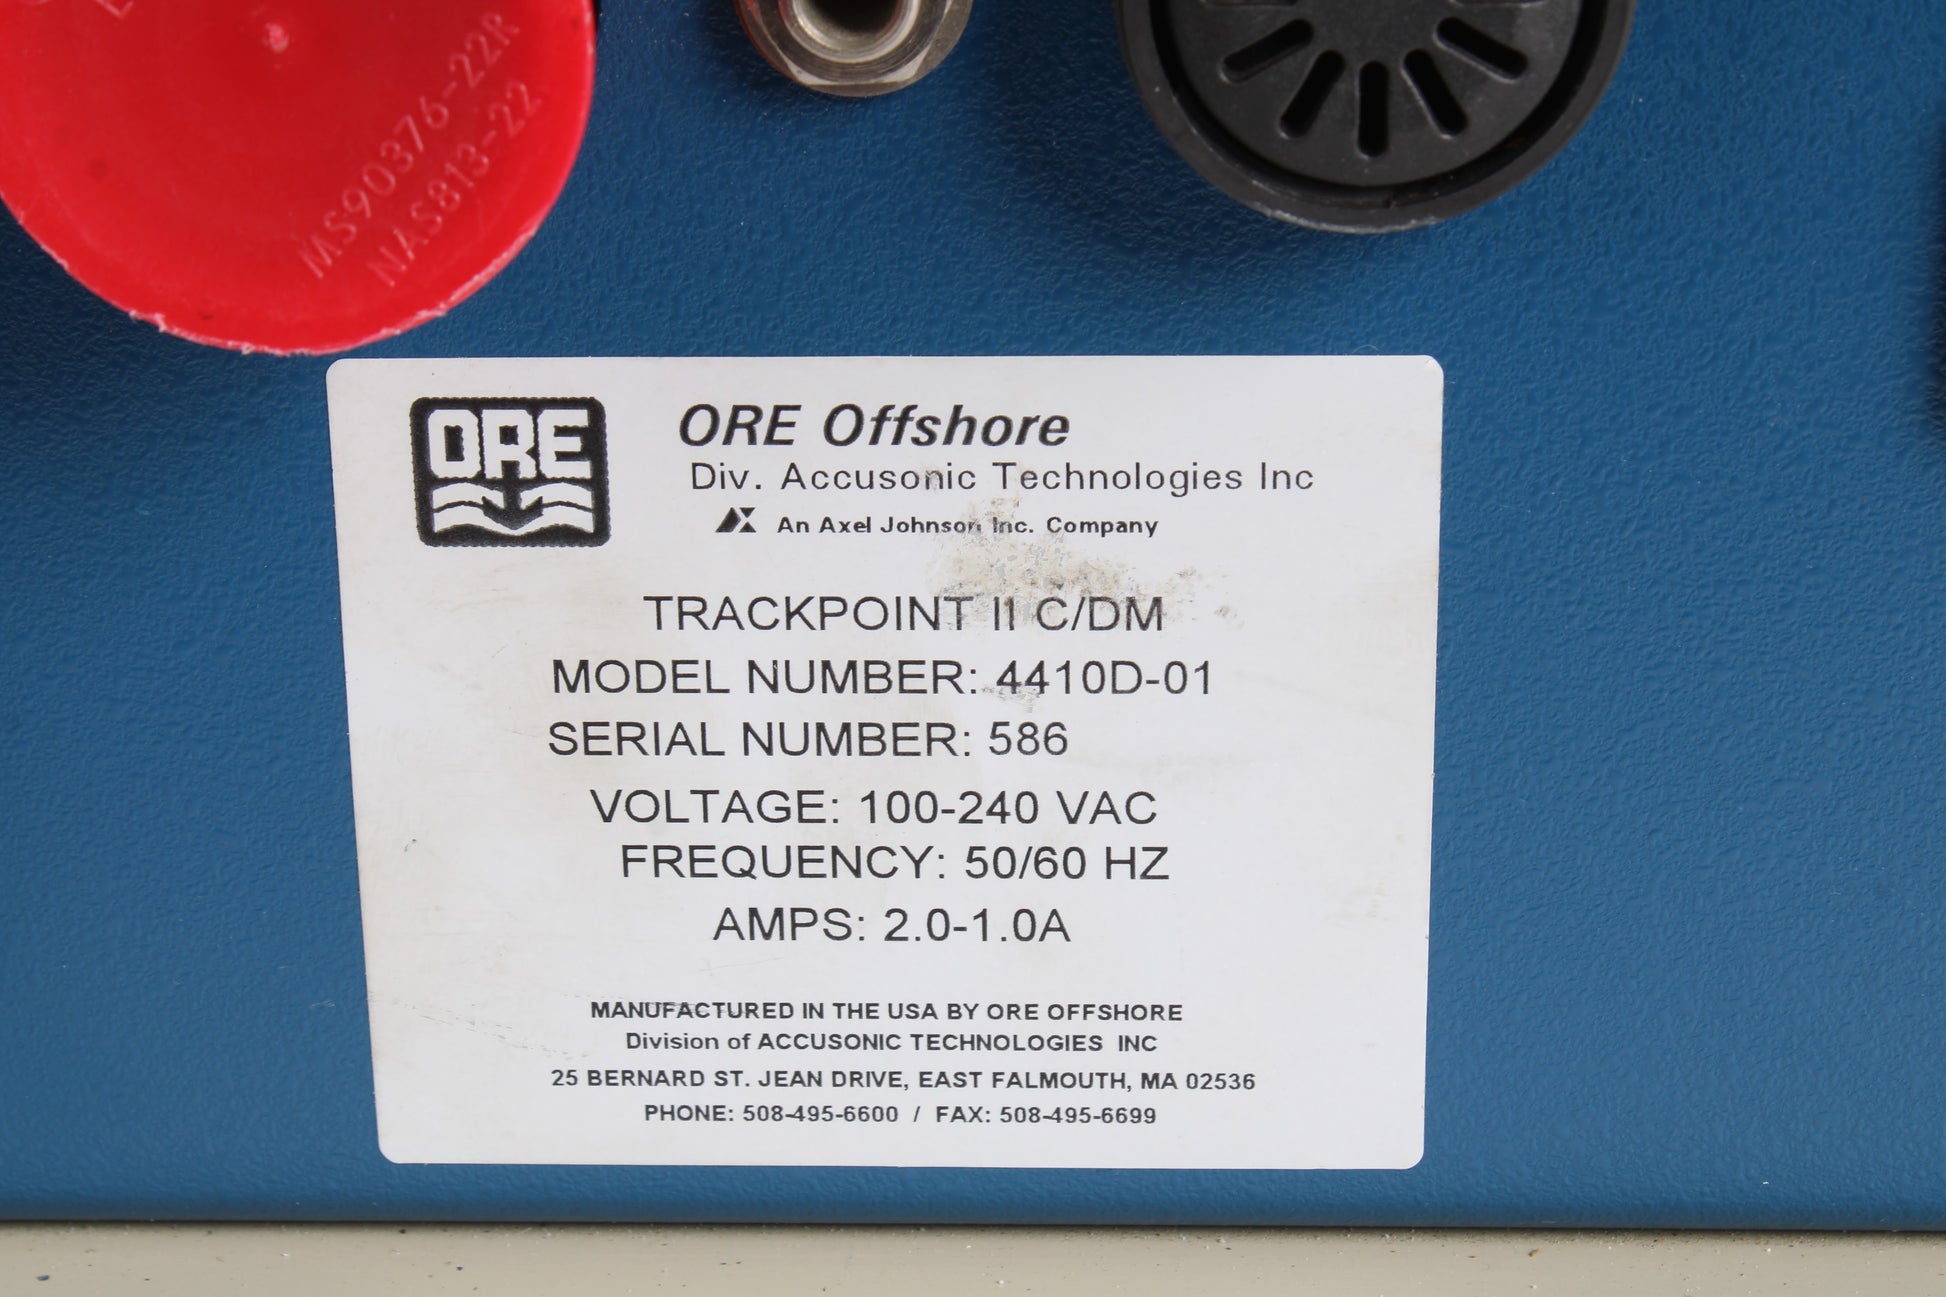 MS90376-22R
NAS813-22
ORE
ORE Offshore
Div. Accusonic Technologies Inc
An Axel Johnson Inc. Company
TRACKPOINT II C/DM
MODEL NUMBER: 4410D-01
SERIAL NUMBER: 586
VOLTAGE: 100-240 VAC
FREQUENCY: 50/60 HZ
AMPS: 2.0-1.0A
MANUFACTURED IN THE USA BY ORE OFFSHORE
Division of ACCUSONIC TECHNOLOGIES INC
25 BERNARD ST. JEAN DRIVE, EAST FALMOUTH, MA 02536
PHONE: 508-495-6600 / FAX: 508-495-6699